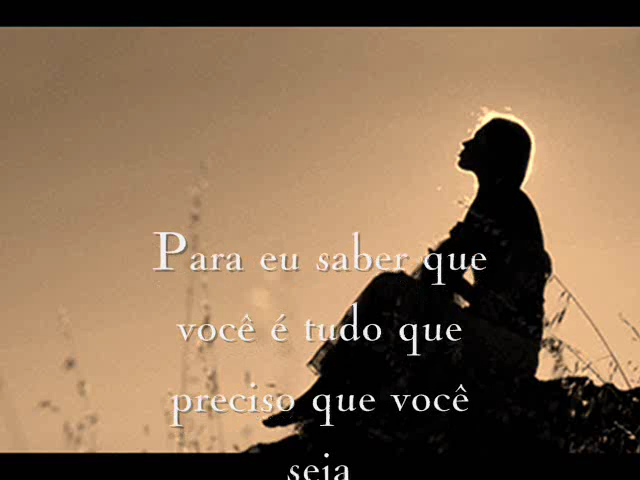 Para eu saber que
você é tudo que
preciso que você
seja